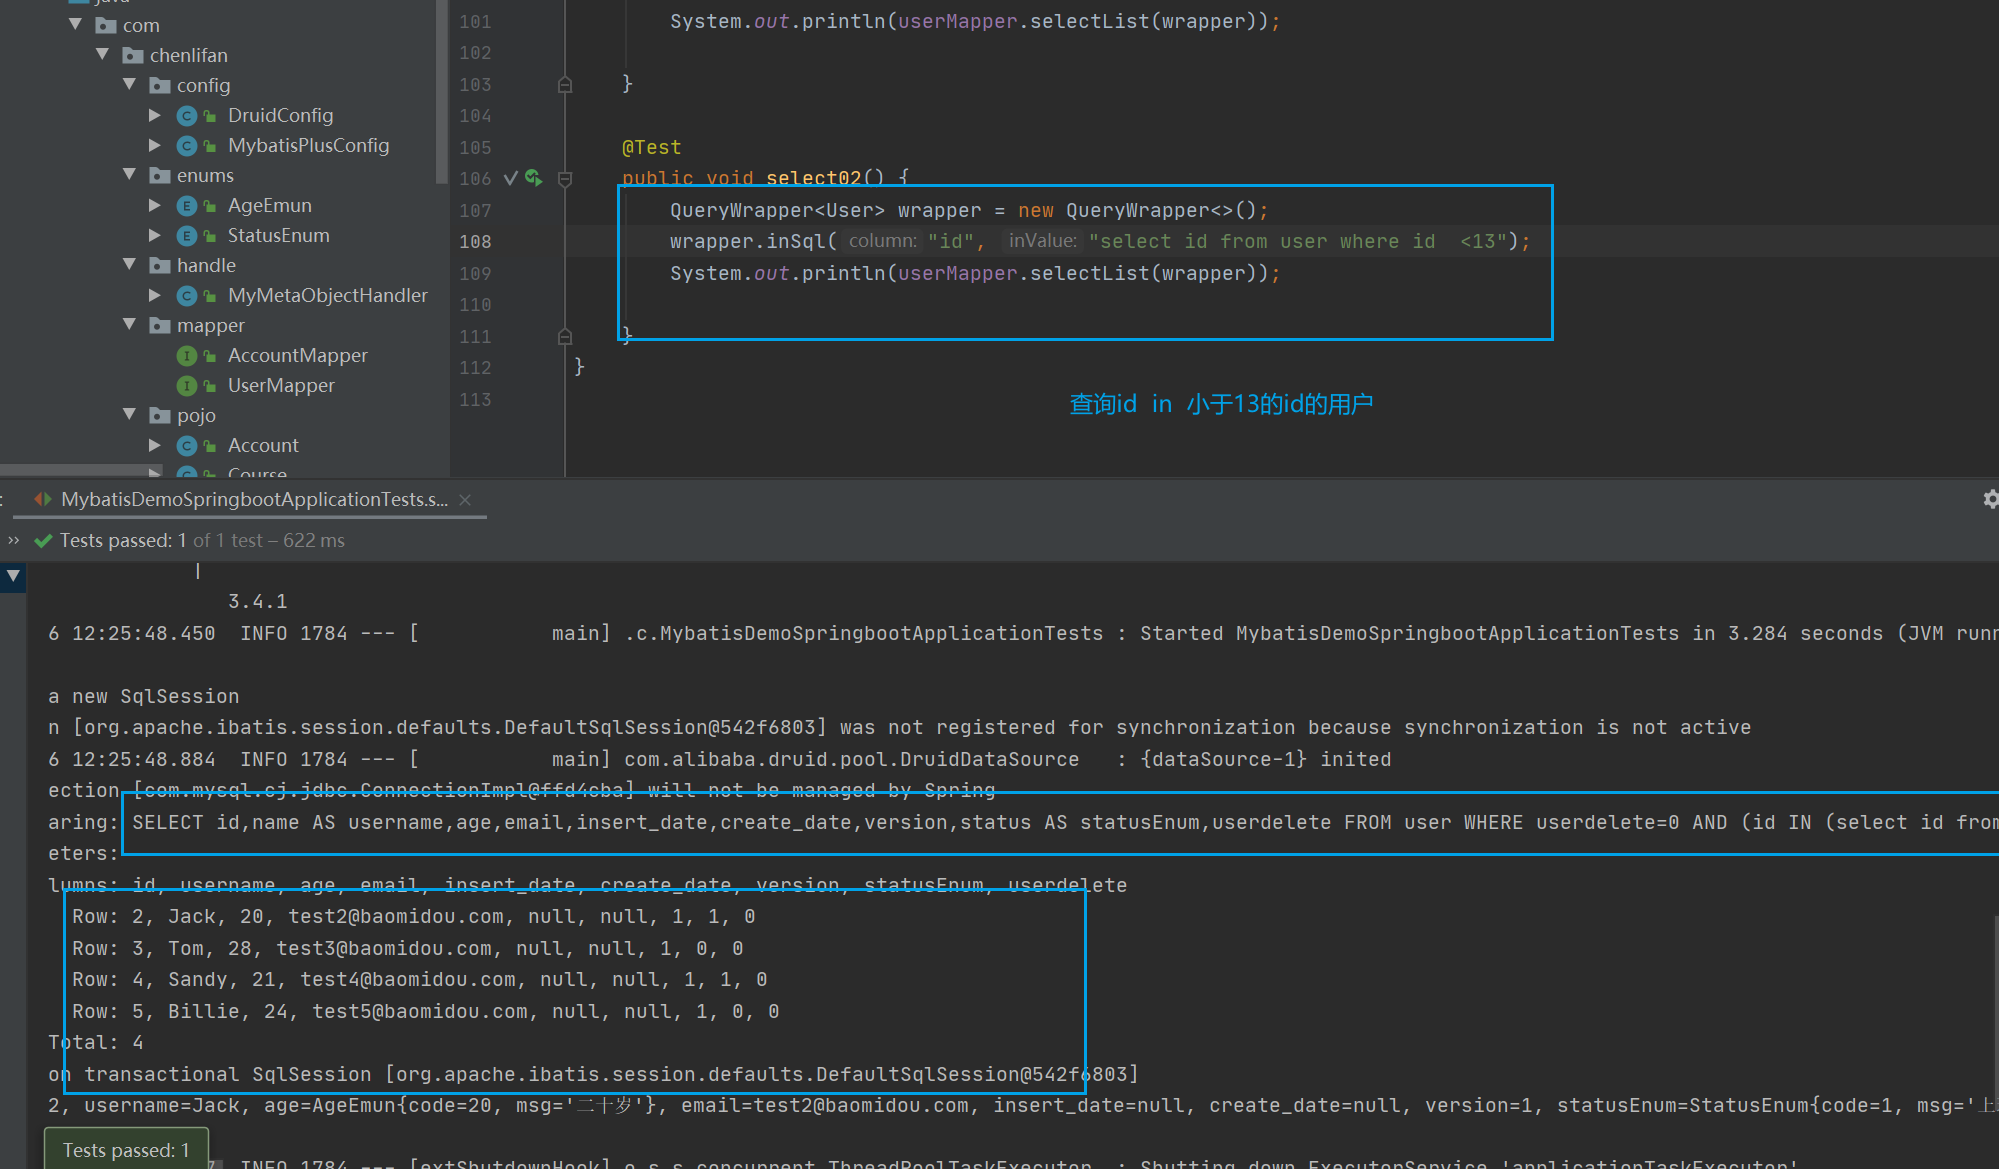 java
com
chenlifan
config
DruidConfig
MybatisPlusConfig
enums
AgeEmun
StatusEnum
handle
MyMetaObjectHandler
mapper
AccountMapper
UserMapper
pojo
Account
Course
101 System.out.println(userMapper.selectList(wrapper));
102
103 }
104
105 @Test
106 public void select02() {
107 QueryWrapper<User> wrapper = new QueryWrapper<>();
108 wrapper.inSql( column: "id", inValue: "select id from user where id  <13");
109 System.out.println(userMapper.selectList(wrapper));
110
111 }
112 }
113
查询id in 小于13的id的用户
: MybatisDemoSpringbootApplicationTests.s...
» Tests passed: 1 of 1 test – 622 ms
|
3.4.1
6 12:25:48.450  INFO 1784 --- [           main] .c.MybatisDemoSpringbootApplicationTests : Started MybatisDemoSpringbootApplicationTests in 3.284 seconds (JVM runn
a new SqlSession
n [org.apache.ibatis.session.defaults.DefaultSqlSession@542f6803] was not registered for synchronization because synchronization is not active
6 12:25:48.884  INFO 1784 --- [           main] com.alibaba.druid.pool.DruidDataSource   : {dataSource-1} inited
ection [com.mysql.cj.jdbc.ConnectionImpl@ffd4cba] will not be managed by Spring
aring: SELECT id,name AS username,age,email,insert_date,create_date,version,status AS statusEnum,userdelete FROM user WHERE userdelete=0 AND (id IN (select id from
eters:
lumns: id, username, age, email, insert_date, create_date, version, statusEnum, userdelete
Row: 2, Jack, 20, test2@baomidou.com, null, null, 1, 1, 0
Row: 3, Tom, 28, test3@baomidou.com, null, null, 1, 0, 0
Row: 4, Sandy, 21, test4@baomidou.com, null, null, 1, 1, 0
Row: 5, Billie, 24, test5@baomidou.com, null, null, 1, 0, 0
Total: 4
on transactional SqlSession [org.apache.ibatis.session.defaults.DefaultSqlSession@542f6803]
2, username=Jack, age=AgeEmun{code=20, msg='二十岁'}, email=test2@baomidou.com, insert_date=null, create_date=null, version=1, statusEnum=StatusEnum{code=1, msg='上
Tests passed: 1
7  INFO 1784 --- [extShutdownHook] o.s.s.concurrent.ThreadPoolTaskExecutor  : Shutting down ExecutorService 'applicationTaskExecutor'